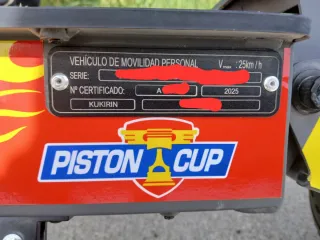 VEHÍCULO DE MOVILIDAD PERSONAL Vmax: 25km/h
SERIE:
Nº CERTIFICADO: A 2025
KUKIRIN
PISTON CUP